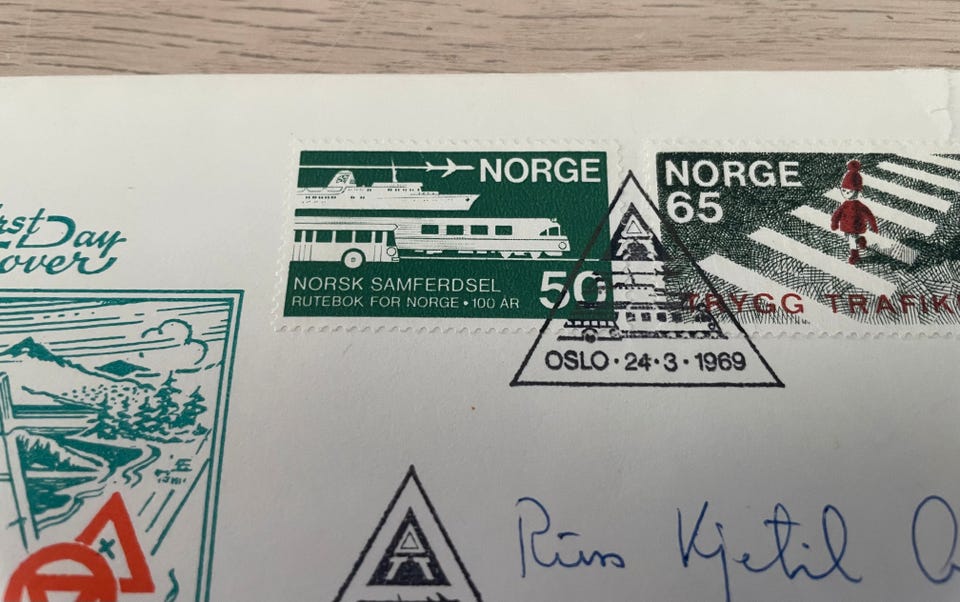 First Day
Cover
NORGE
NORSK SAMFERDSEL
RUTEBOK FOR NORGE • 100 ÅR
50
NORGE
65
TRYGG TRAFIKK
OSLO · 24 · 3 · 1969
Kjetil